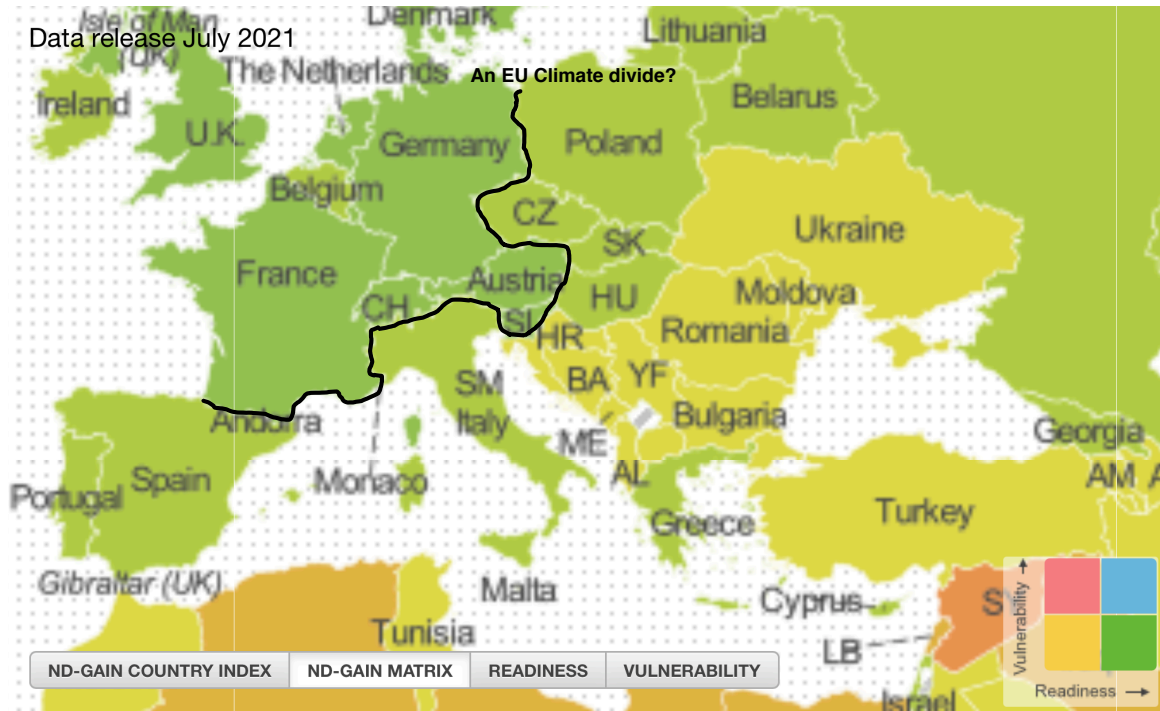 Denmark
Isle of Man
(UK)
Data release July 2021
Lithuania
The Netherlands
An EU Climate divide?
Ireland
Belarus
U.K.
Germany
Poland
Belgium
CZ
Ukraine
SK
France
Austria
CH
HU
Moldova
SI
HR
Romania
SM
BA
YF
Andorra
Italy
Bulgaria
ME
Georgia
AL
AM
A
Portugal
Spain
Monaco
Greece
Turkey
Gibraltar (UK)
Malta
Cyprus
SY
Tunisia
LB
Vulnerability
Readiness
ND-GAIN COUNTRY INDEX
ND-GAIN MATRIX
READINESS
VULNERABILITY
Israel